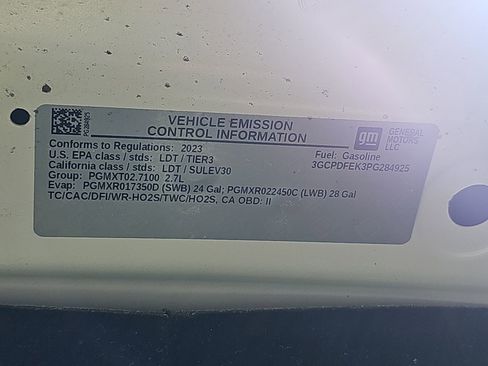 VEHICLE EMISSION
CONTROL INFORMATION
gm
GENERAL
MOTORS
LLC
PG284925
Conforms to Regulations: 2023
U.S. EPA class / stds: LDT / TIER3
California class / stds: LDT / SULEV30
Group: PGMXT02.7100 2.7L
Evap: PGMXR017350D (SWB) 24 Gal; PGMXR022450C (LWB) 28 Gal
TC/CAC/DFI/WR-HO2S/TWC/HO2S, CA OBD: II
Fuel: Gasoline
3GCPDFEK3PG284925